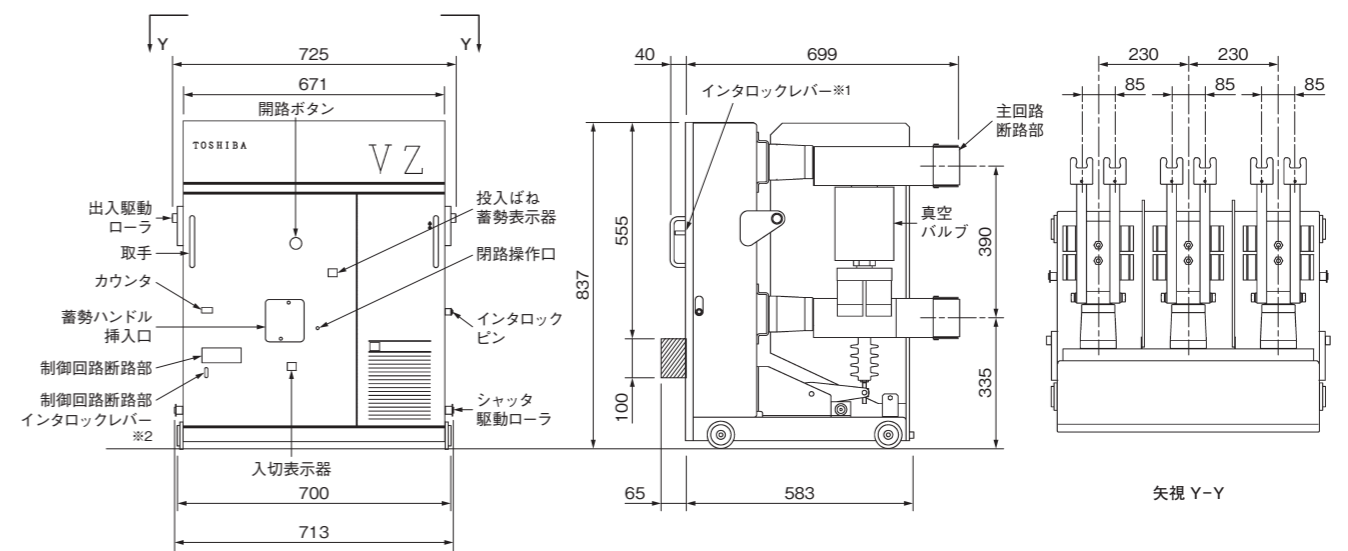 Y
Y
725
671
開路ボタン
TOSHIBA
VZ
出入駆動
ローラ
取手
カウンタ
蓄勢ハンドル
挿入口
制御回路断路部
制御回路断路部
インタロックレバー
※2
投入ばね
蓄勢表示器
閉路操作口
インタロック
ピン
シャッタ
駆動ローラ
入切表示器
700
713
40
699
インタロックレバー※1
主回路
断路部
真空
バルブ
837
555
100
390
335
65
583
230
230
85
85
85
矢視 Y-Y